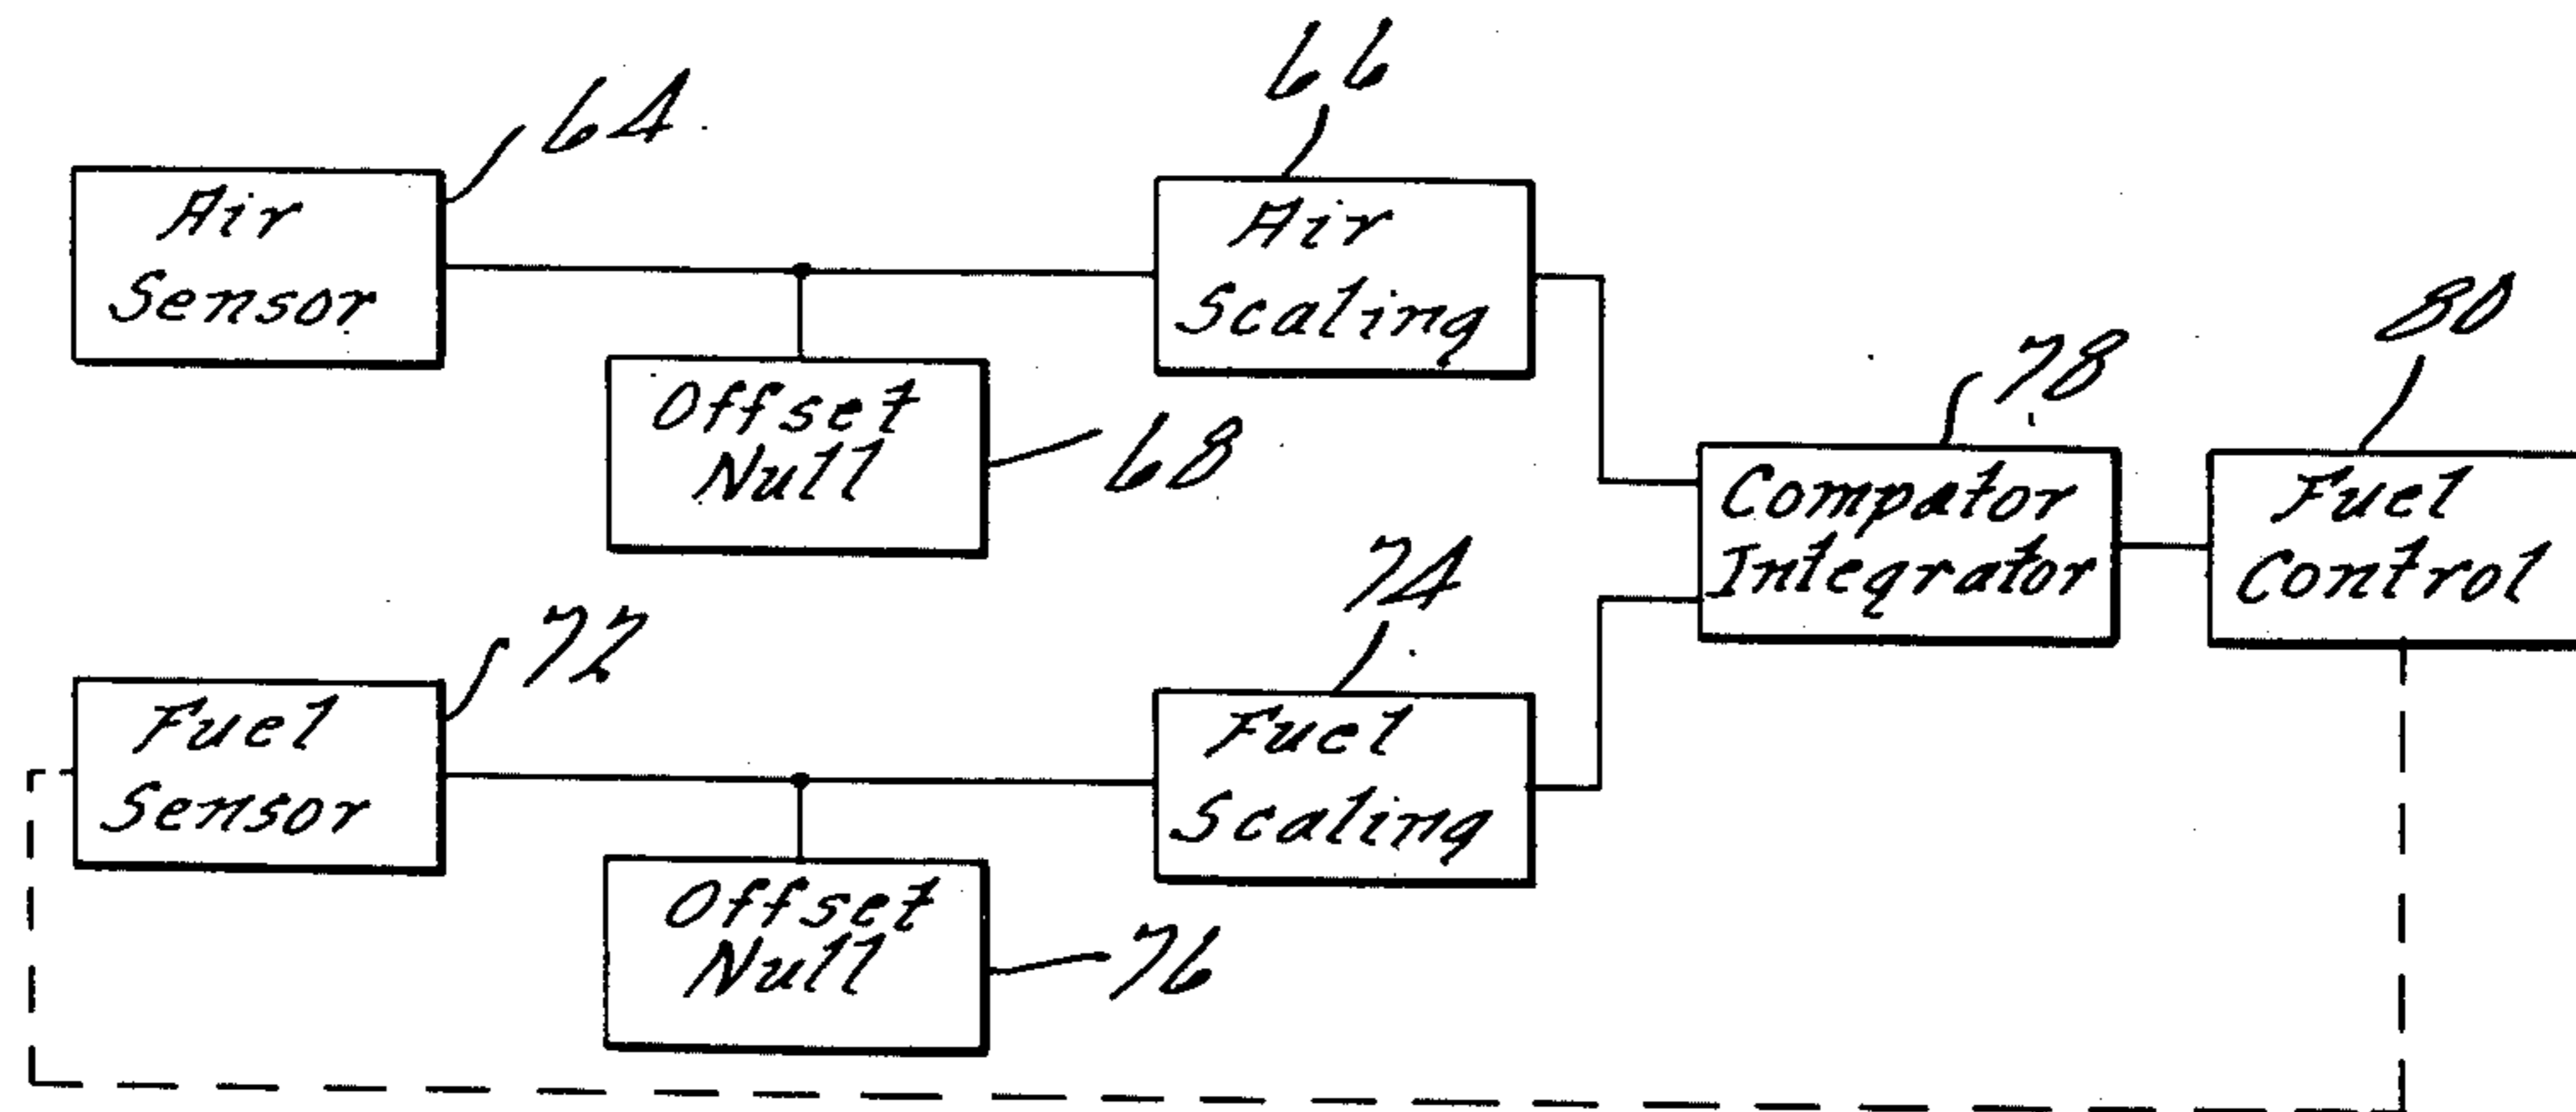 66
64
Air
Sensor
Air
Scaling
80
78
Offset
Null
68
Compator
Integrator
Fuel
Control
74
72
Fuel
Sensor
Fuel
Scaling
Offset
Null
76